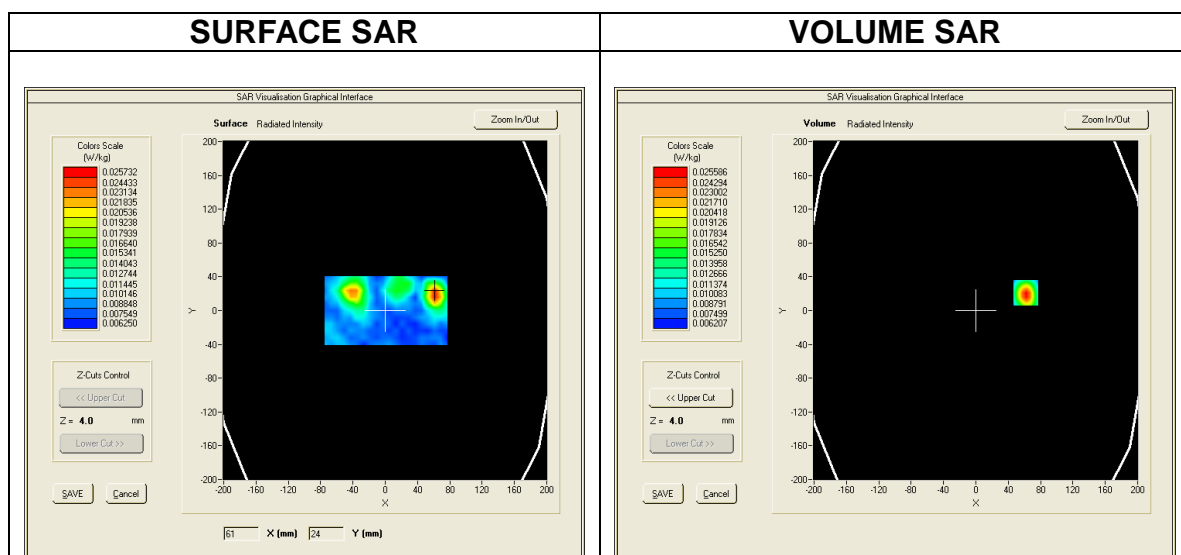 SURFACE SAR
VOLUME SAR
SAR Visualisation Graphical Interface
Surface Radiated Intensity
Zoom In/Out
Colors Scale
(W/kg)
0.025732
0.024433
0.023134
0.021835
0.020536
0.019238
0.017939
0.016640
0.015341
0.014043
0.012744
0.011445
0.010146
0.008848
0.007549
0.006250
Z-Cuts Control
<< Upper Cut
Z = 4.0 mm
Lower Cut >>
SAVE Cancel
200
160
120
80
40
0
-40
-80
-120
-160
-200
Y
-200 -160 -120 -80 -40 0 40 80 120 160 200
X
61 X (mm) 24 Y (mm)
SAR Visualisation Graphical Interface
Volume Radiated Intensity
Zoom In/Out
Colors Scale
(W/kg)
0.025586
0.024294
0.023002
0.021710
0.020418
0.019126
0.017834
0.016542
0.015250
0.013958
0.012666
0.011374
0.010083
0.008791
0.007499
0.006207
Z-Cuts Control
<< Upper Cut
Z = 4.0 mm
Lower Cut >>
SAVE Cancel
200
160
120
80
40
0
-40
-80
-120
-160
-200
Y
-200 -160 -120 -80 -40 0 40 80 120 160 200
X